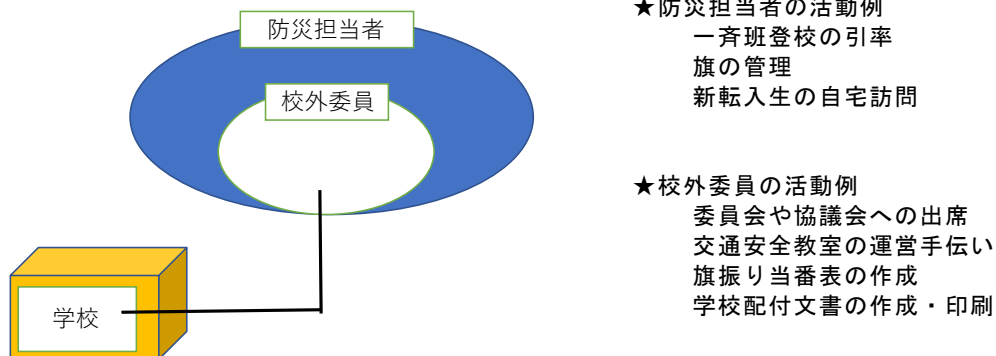 防災担当者
校外委員
学校
★防災担当者の活動例
一斉班登校の引率
旗の管理
新転入生の自宅訪問
★校外委員の活動例
委員会や協議会への出席
交通安全教室の運営手伝い
旗振り当番表の作成
学校配付文書の作成・印刷